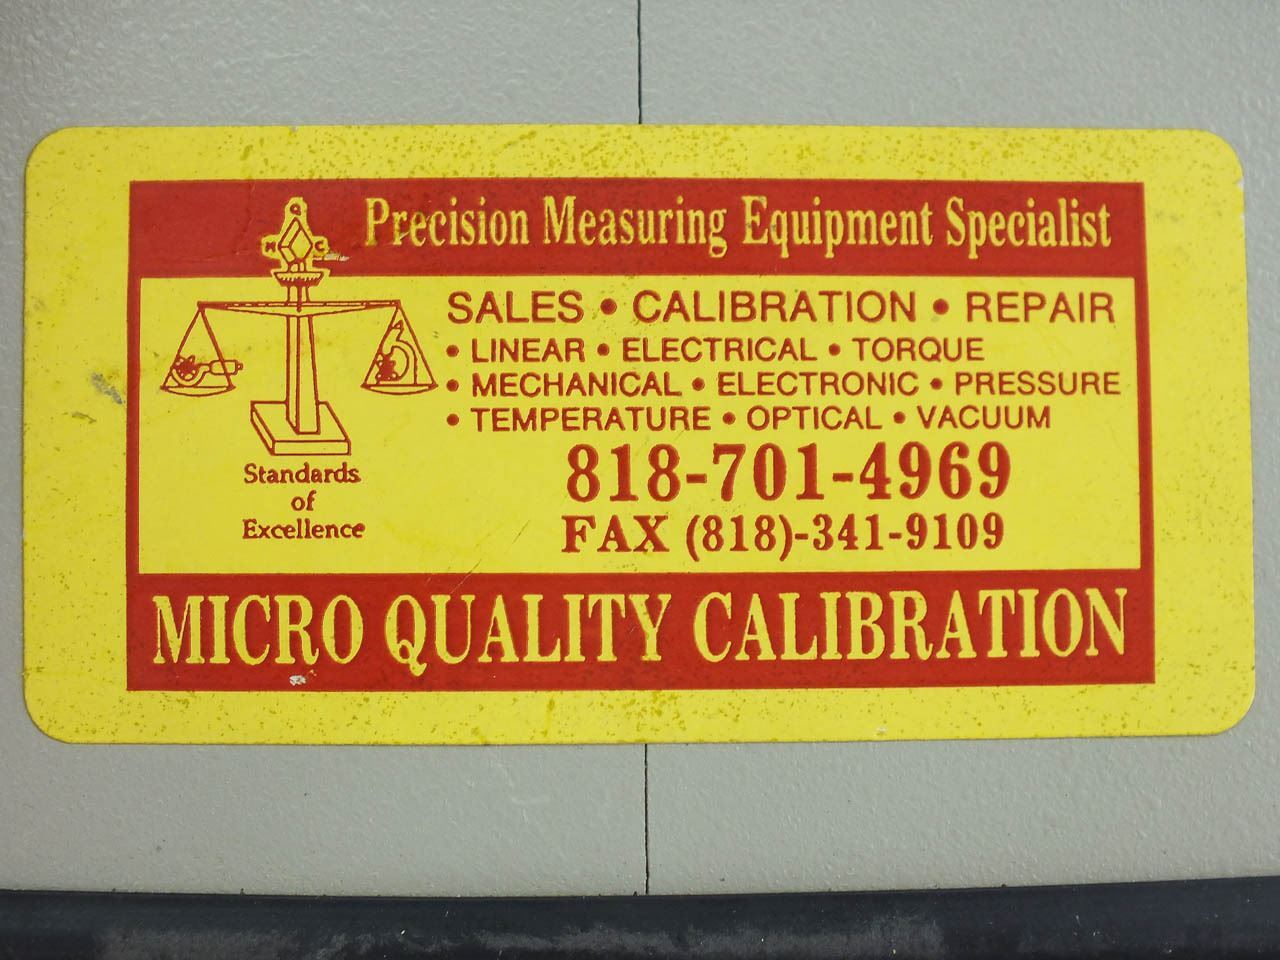 Precision Measuring Equipment Specialist
M Q C
SALES • CALIBRATION • REPAIR
• LINEAR • ELECTRICAL • TORQUE
• MECHANICAL • ELECTRONIC • PRESSURE
• TEMPERATURE • OPTICAL • VACUUM
818-701-4969
FAX (818)-341-9109
Standards
of
Excellence
MICRO QUALITY CALIBRATION